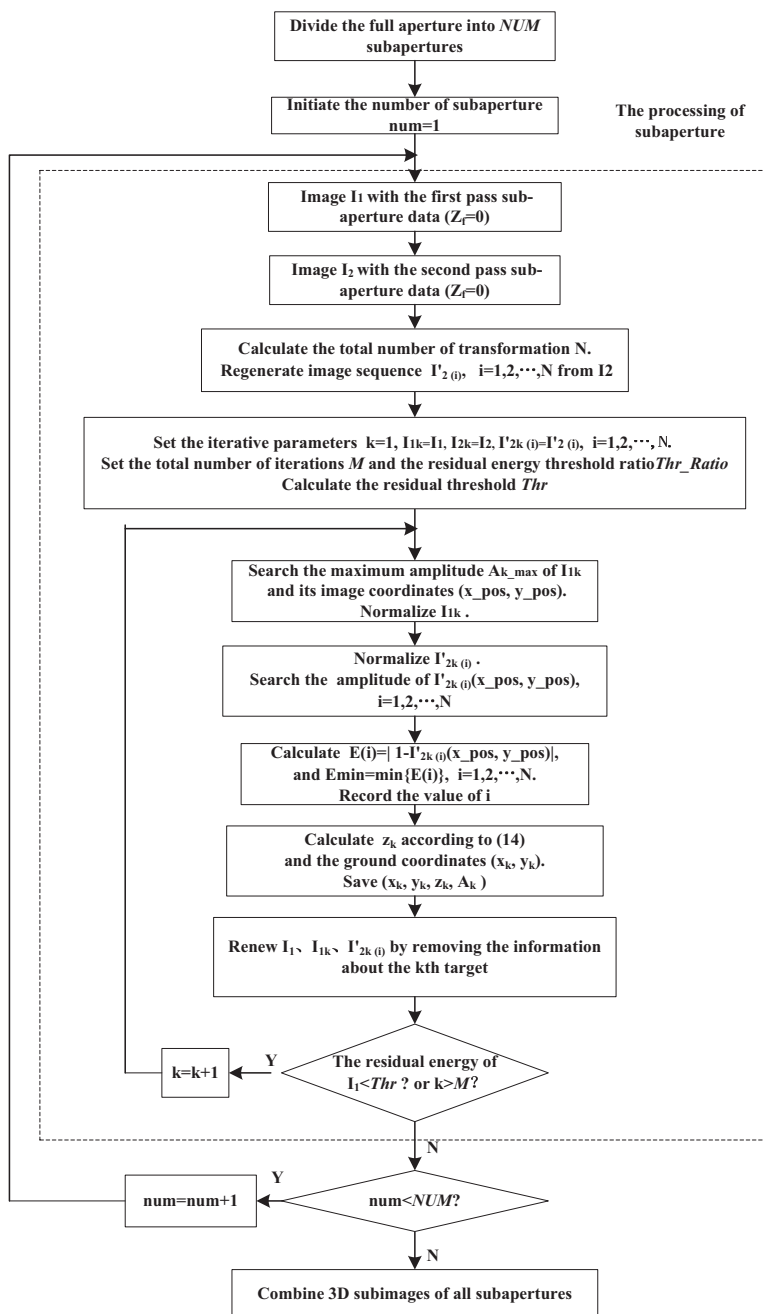 Divide the full aperture into NUM
subapertures
Initiate the number of subaperture
num=1
The processing of
subaperture
Image I1 with the first pass sub-
aperture data (Zf=0)
Image I2 with the second pass sub-
aperture data (Zf=0)
Calculate the total number of transformation N.
Regenerate image sequence I'2 (i), i=1,2,⋯,N from I2
Set the iterative parameters k=1, I1k=I1, I2k=I2, I'2k (i)=I'2 (i), i=1,2,⋯, N.
Set the total number of iterations M and the residual energy threshold ratioThr_Ratio
Calculate the residual threshold Thr
Search the maximum amplitude Ak_max of I1k
and its image coordinates (x_pos, y_pos).
Normalize I1k .
Normalize I'2k (i) .
Search the amplitude of I'2k (i)(x_pos, y_pos),
i=1,2,⋯,N
Calculate E(i)=| 1-I'2k (i)(x_pos, y_pos)|,
and Emin=min{E(i)}, i=1,2,⋯,N.
Record the value of i
Calculate zk according to (14)
and the ground coordinates (xk, yk).
Save (xk, yk, zk, Ak )
Renew I1、I1k、I'2k (i) by removing the information
about the kth target
The residual energy of
I1<Thr ? or k>M?
Y
k=k+1
N
num<NUM?
Y
num=num+1
N
Combine 3D subimages of all subapertures